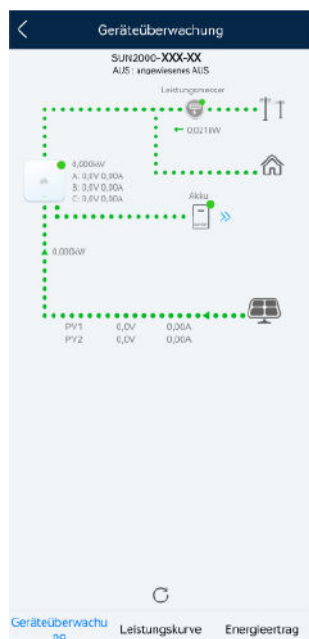 Geräteüberwachung
SUN2000-XXX-XX
AUS : angewiesenes AUS
Leistungsmesser
0,021kW
0,000kW
A: 0,0V 0,00A
B: 0,0V 0,00A
C: 0,0V 0,00A
Akku
0,000kW
PV1 0,0V 0,00A
PV2 0,0V 0,00A
Geräteüberwachu
ng
Leistungskurve
Energieertrag